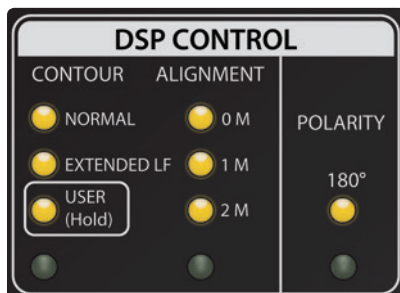 DSP CONTROL
CONTOUR ALIGNMENT
NORMAL 0 M
POLARITY
EXTENDED LF 1 M
180°
USER
(Hold) 2 M